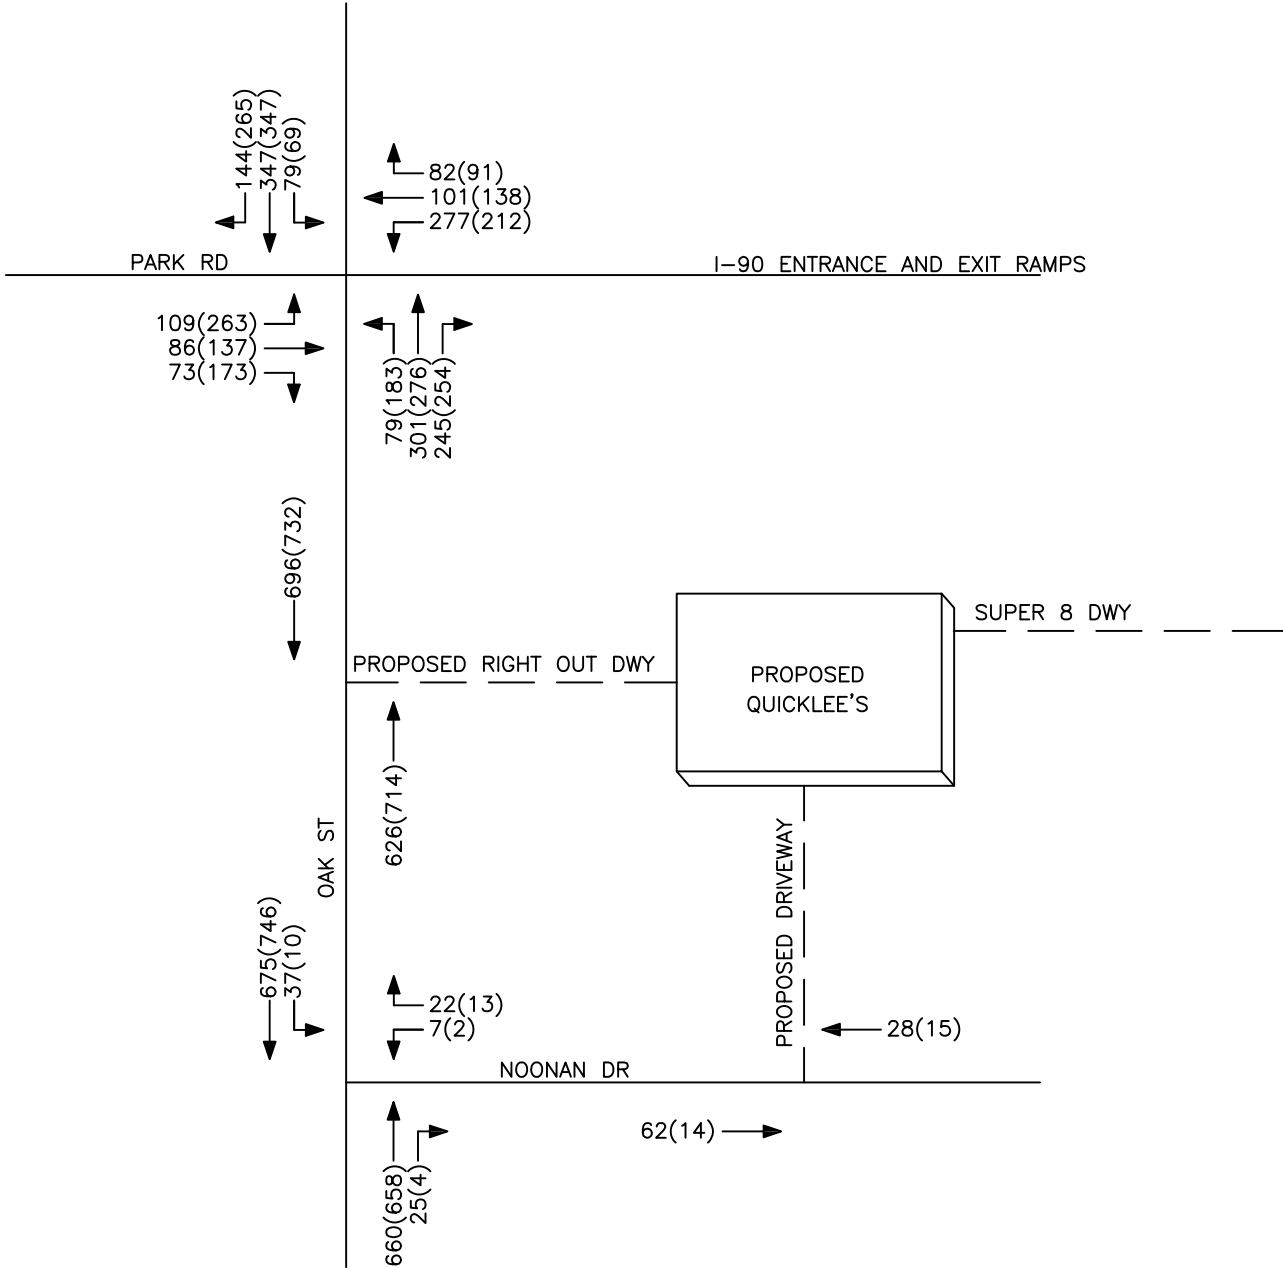 144(265)
347(347)
79(69)
82(91)
101(138)
277(212)
PARK RD
I-90 ENTRANCE AND EXIT RAMPS
109(263)
86(137)
73(173)
79(183)
301(276)
245(254)
696(732)
SUPER 8 DWY
PROPOSED RIGHT OUT DWY
PROPOSED
QUICKLEE'S
626(714)
OAK ST
PROPOSED DRIVEWAY
675(746)
37(10)
22(13)
7(2)
28(15)
NOONAN DR
62(14)
660(658)
25(4)